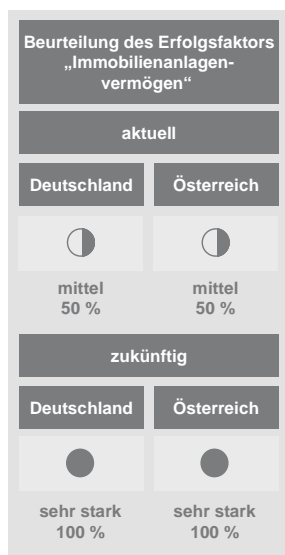 Beurteilung des Erfolgsfaktors
„Immobilienanlagen-
vermögen“
aktuell
Deutschland Österreich
mittel mittel
50 % 50 %
zukünftig
Deutschland Österreich
sehr stark sehr stark
100 % 100 %